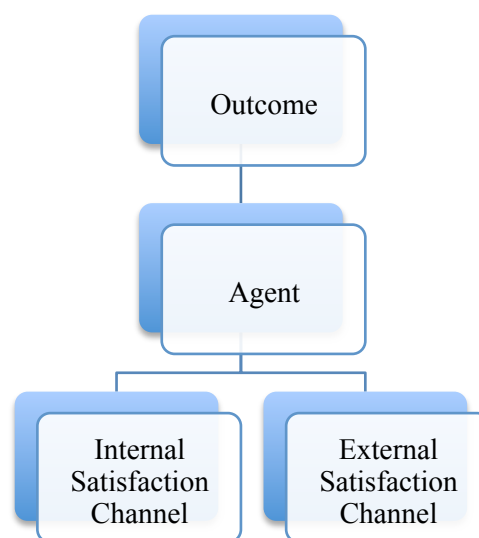 Outcome
Agent
Internal
Satisfaction
Channel
External
Satisfaction
Channel